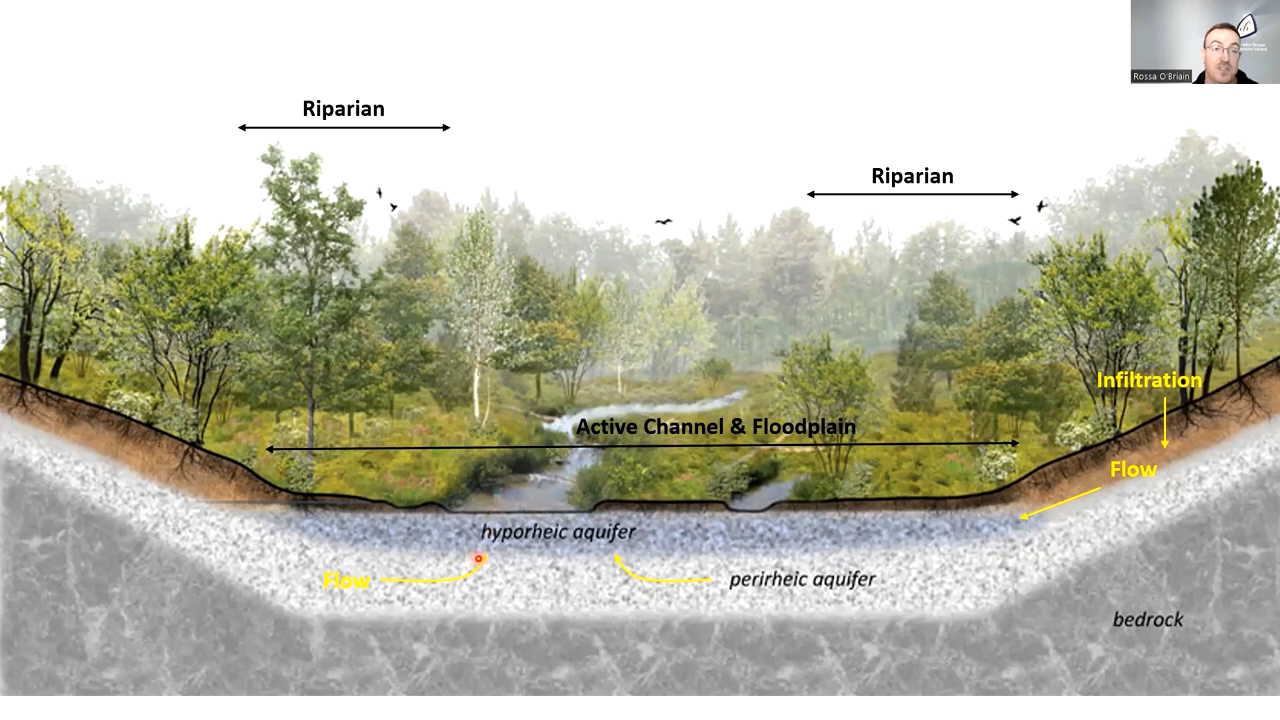 Rossa O'Briain
Riparian
Riparian
Infiltration
Active Channel & Floodplain
Flow
hyporheic aquifer
Flow
perirheic aquifer
bedrock